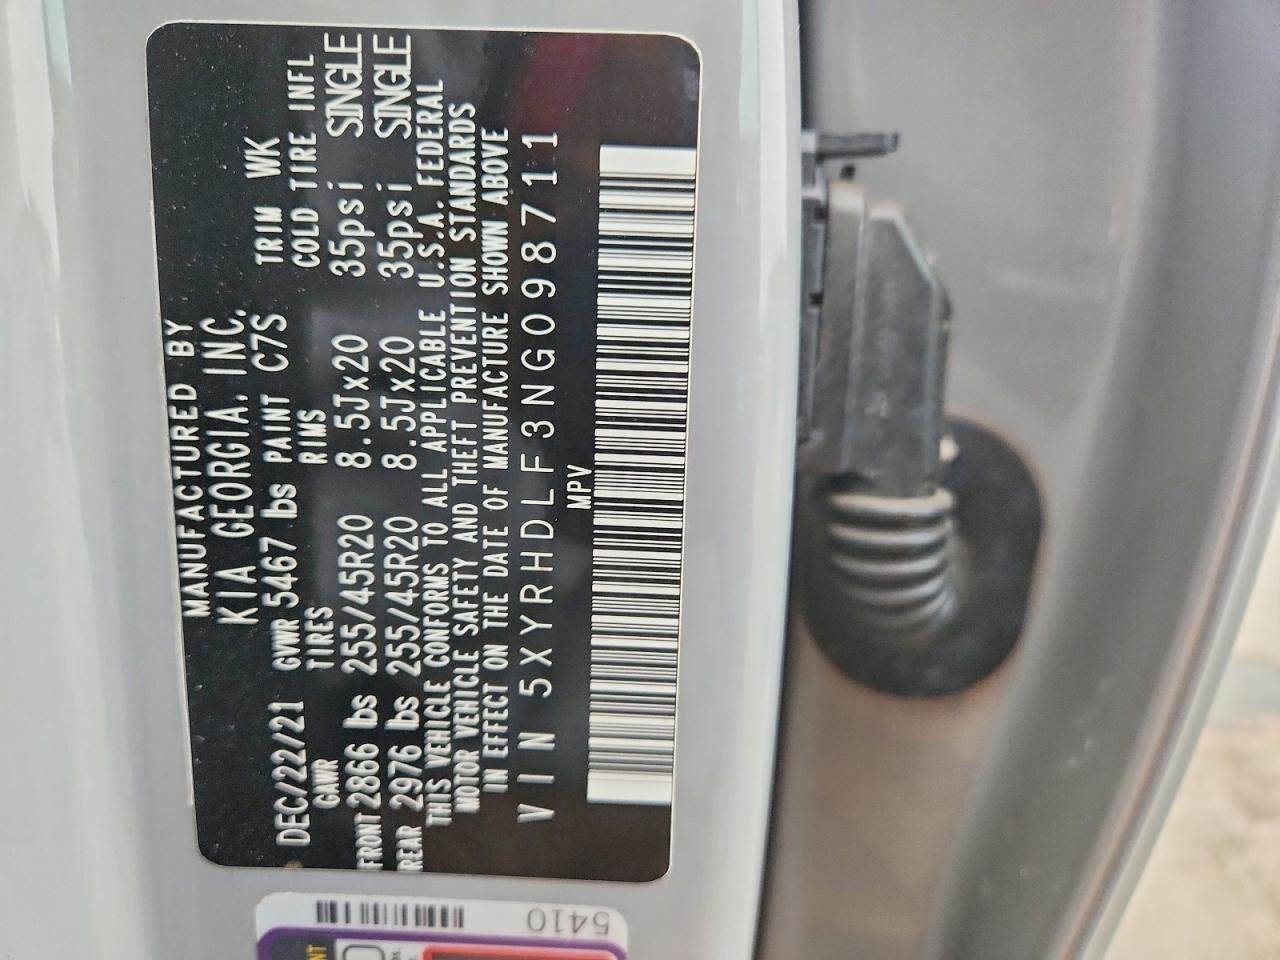 MANUFACTURED BY
KIA GEORGIA, INC.
DEC/22/21 GVWR 5467 lbs PAINT C7S TRIM WK
GAWR TIRES RIMS COLD TIRE INFL
FRONT 2866 lbs 255/45R20 8.5Jx20 35psi SINGLE
REAR 2976 lbs 255/45R20 8.5Jx20 35psi SINGLE
THIS VEHICLE CONFORMS TO ALL APPLICABLE U.S.A. FEDERAL
MOTOR VEHICLE SAFETY AND THEFT PREVENTION STANDARDS
IN EFFECT ON THE DATE OF MANUFACTURE SHOWN ABOVE
VIN 5XYRHDLF3NG098711
MPV
5410